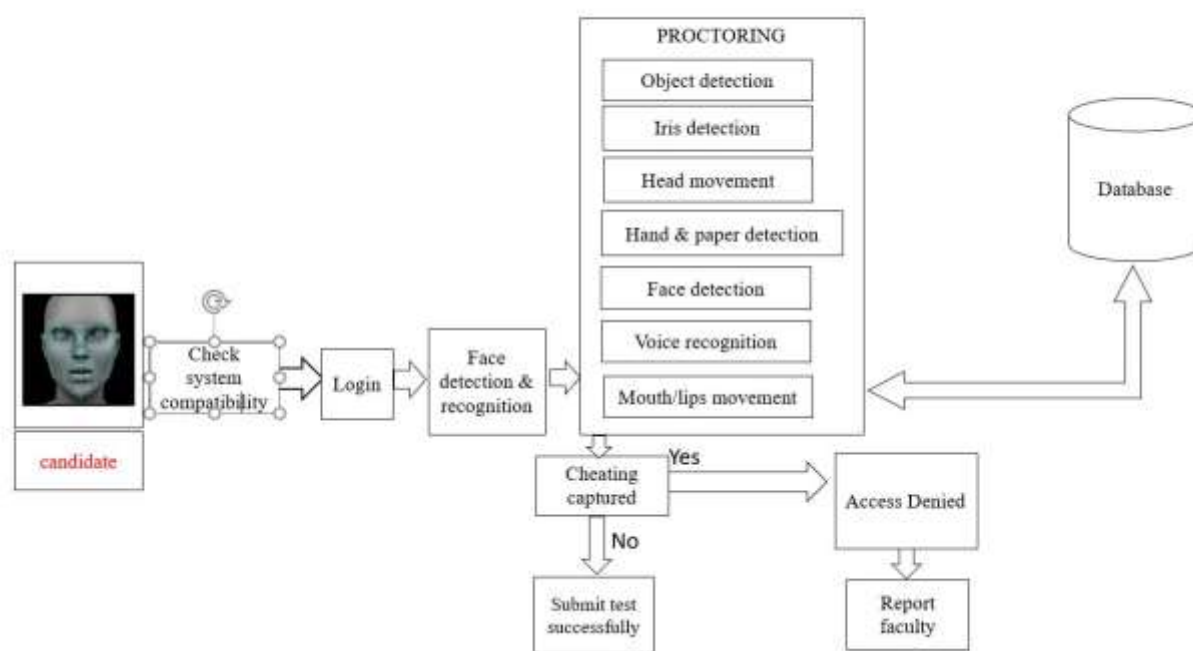 PROCTORING
Object detection
Iris detection
Head movement
Hand & paper detection
Face detection
Voice recognition
Mouth/lips movement
Database
candidate
Check
system
compatibility
Login
Face
detection &
recognition
Cheating
captured
Yes
No
Access Denied
Submit test
successfully
Report
faculty